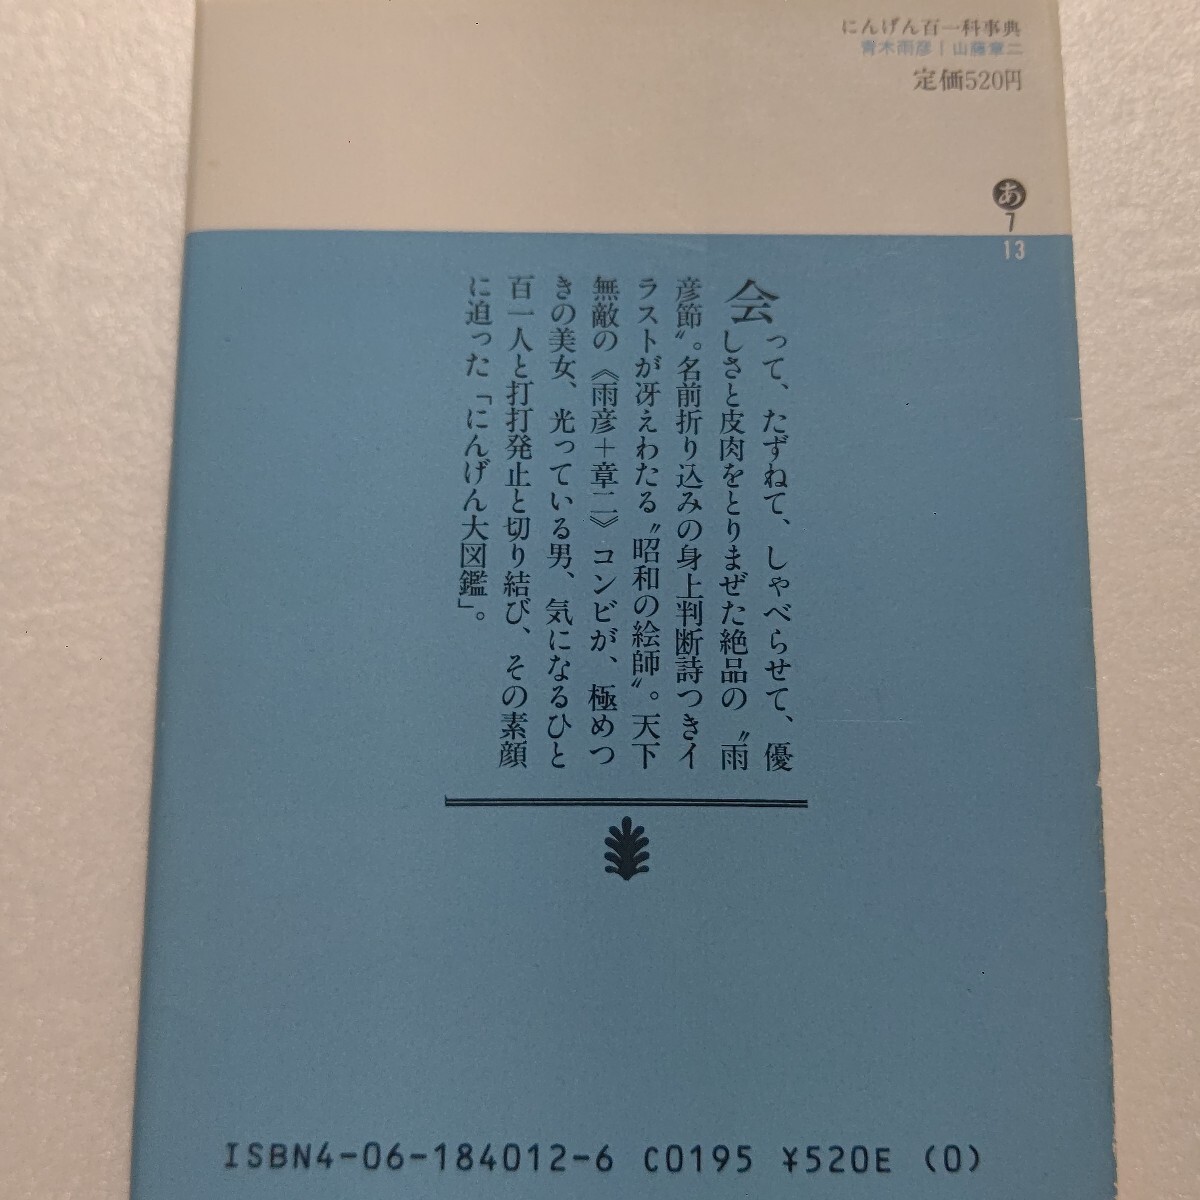 にんげん百一科事典
青木雨彦|山藤章二
定価520円
あ
7
13
会って、たずねて、しゃべらせて、優
しさと皮肉をとりまぜた絶品の〝雨
彦節〟。名前折り込みの身上判断詩つきイ
ラストが冴えわたる〝昭和の絵師〟。天下
無敵の《雨彦＋章二》コンビが、極めつ
きの美女、光っている男、気になるひと
百一人と打打発止と切り結び、その素顔
に迫った「にんげん大図鑑」。
ISBN4-06-184012-6 C0195 ¥520E (0)